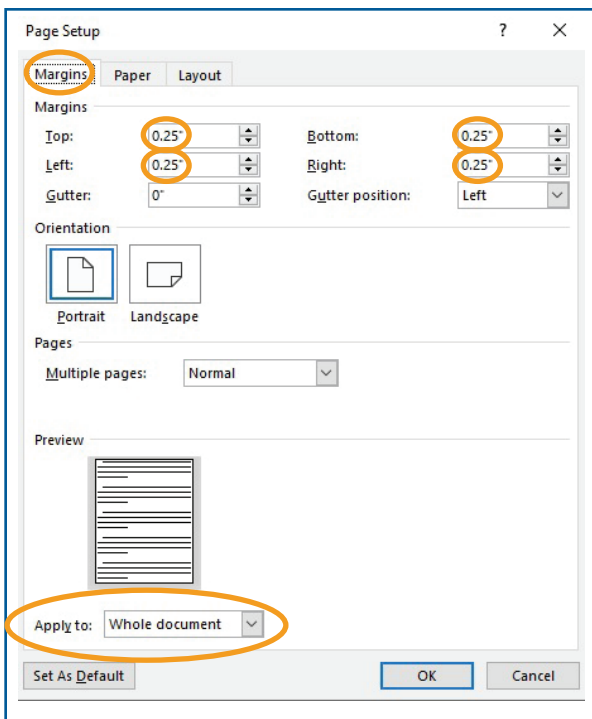 Page Setup ? ×
Margins Paper Layout
Margins
Top: 0.25" Bottom: 0.25"
Left: 0.25" Right: 0.25"
Gutter: 0" Gutter position: Left
Orientation
Portrait Landscape
Pages
Multiple pages: Normal
Preview
Apply to: Whole document
Set As Default OK Cancel